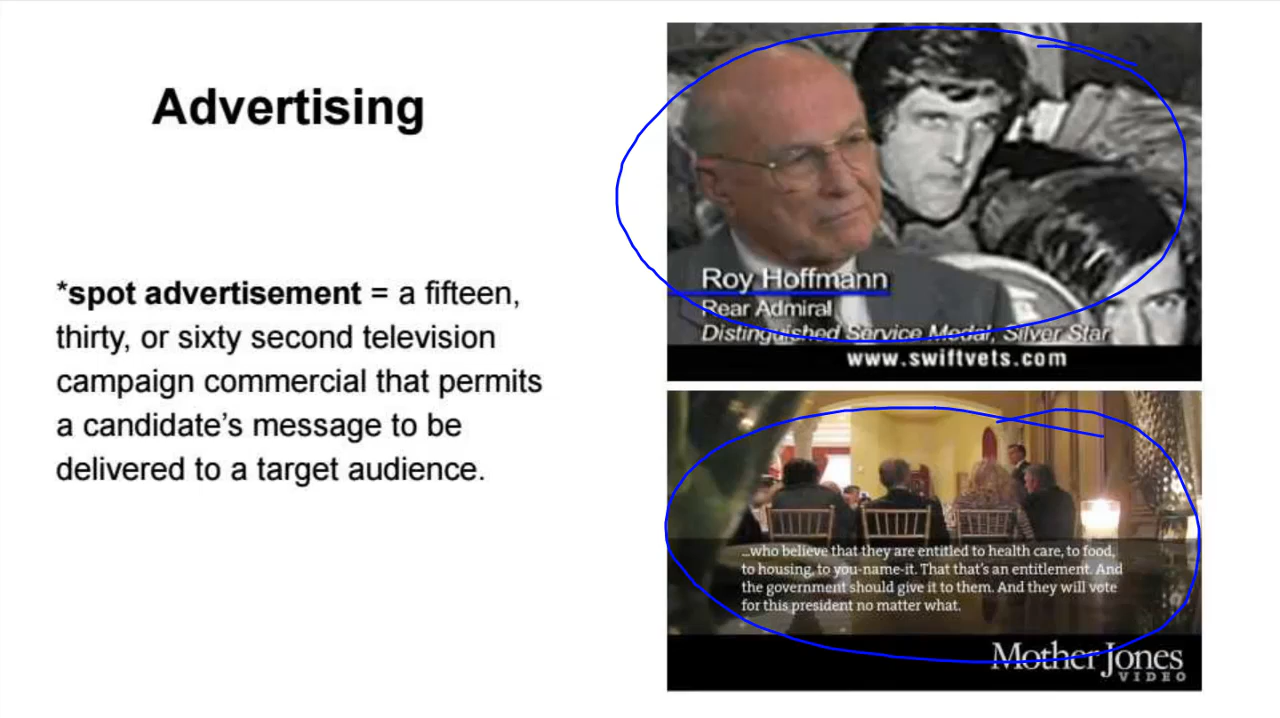 Advertising
*spot advertisement = a fifteen,
thirty, or sixty second television
campaign commercial that permits
a candidate’s message to be
delivered to a target audience.
Roy Hoffmann
Rear Admiral
Distinguished Service Medal, Silver Star
www.swiftvets.com
...who believe that they are entitled to health care, to food,
to housing, to you-name-it. That that's an entitlement. And
the government should give it to them. And they will vote
for this president no matter what.
Mother Jones
VIDEO